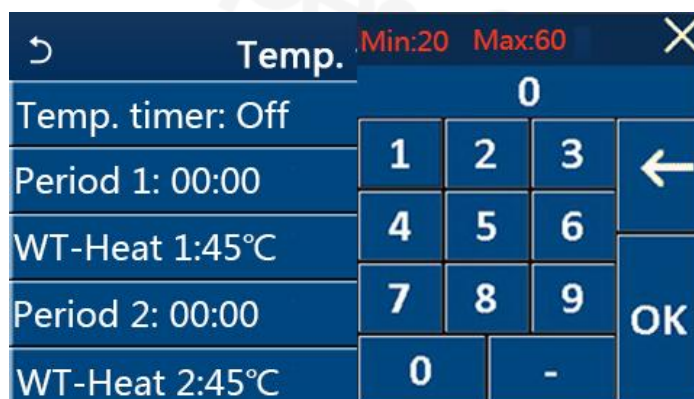 Temp.
Temp. timer: Off
Period 1: 00:00
WT-Heat 1:45℃
Period 2: 00:00
WT-Heat 2:45℃
Min:20 Max:60
0
1 2 3
4 5 6
7 8 9
0 -
←
OK